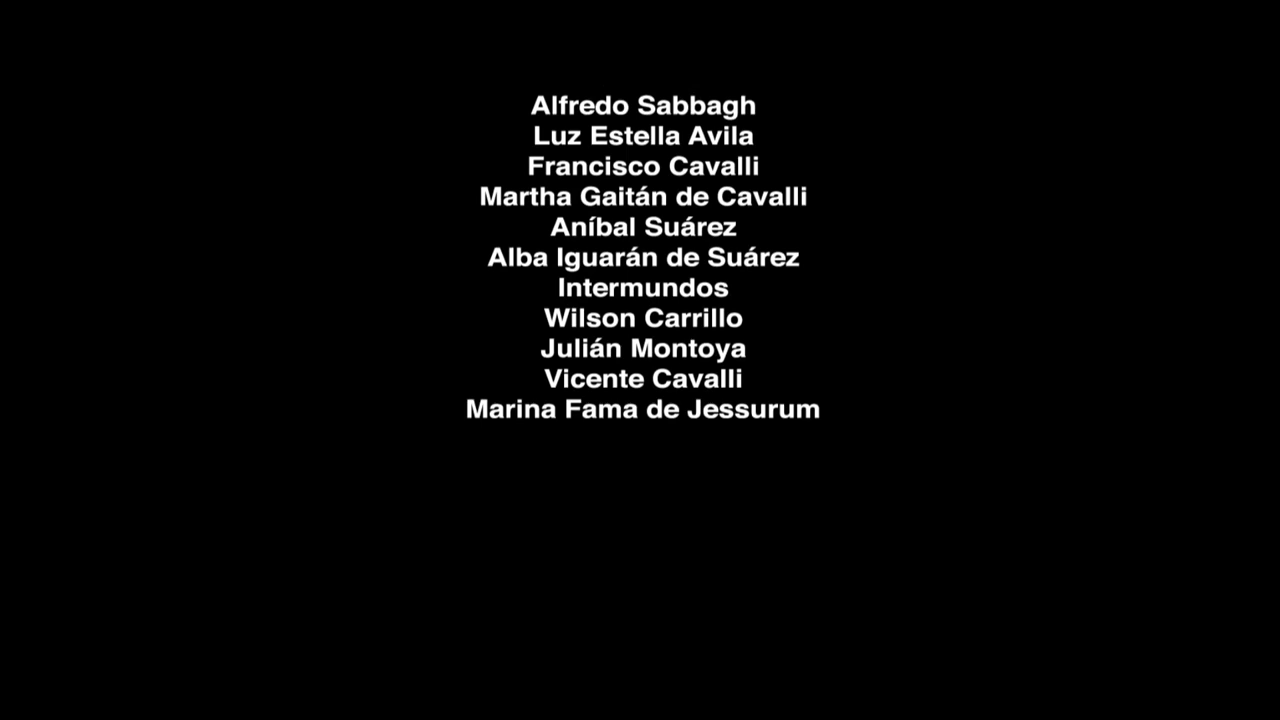 Alfredo Sabbagh
Luz Estella Avila
Francisco Cavalli
Martha Gaitán de Cavalli
Aníbal Suárez
Alba Iguarán de Suárez
Intermundos
Wilson Carrillo
Julián Montoya
Vicente Cavalli
Marina Fama de Jessurum